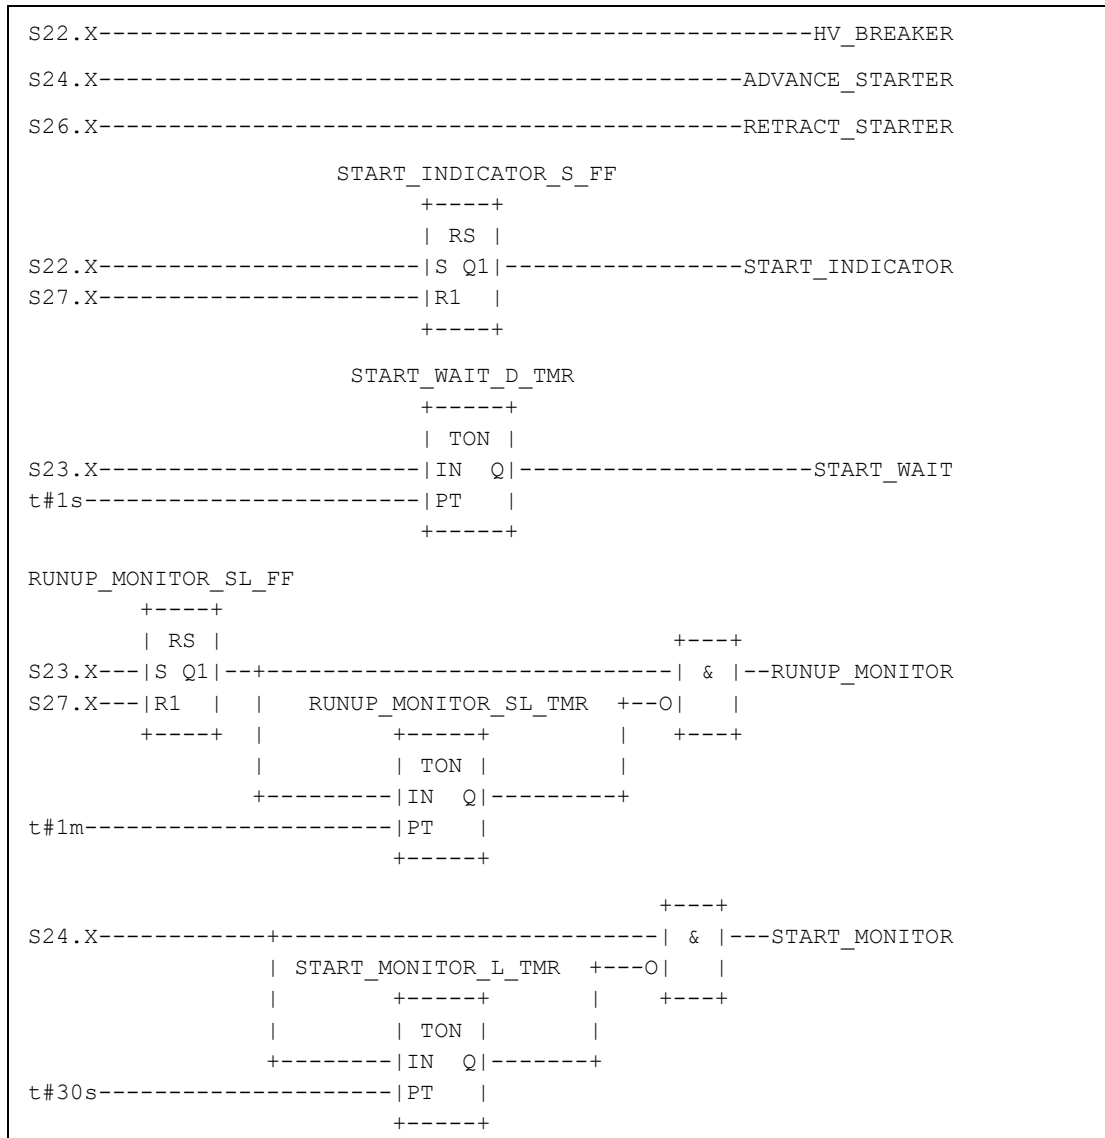 S22.X---------------------------------------------------HV_BREAKER
S24.X----------------------------------------------ADVANCE_STARTER
S26.X----------------------------------------------RETRACT_STARTER
                      START_INDICATOR_S_FF
                            +----+
                            | RS |
S22.X-----------------------|S Q1|-----------------START_INDICATOR
S27.X-----------------------|R1  |
                            +----+
                       START_WAIT_D_TMR
                            +-----+
                            | TON |
S23.X-----------------------|IN  Q|---------------------START_WAIT
t#1s------------------------|PT   |
                            +-----+
RUNUP_MONITOR_SL_FF
        +----+
        | RS |                                +---+
S23.X---|S Q1|--+-----------------------------| & |--RUNUP_MONITOR
S27.X---|R1  |  |   RUNUP_MONITOR_SL_TMR  +--O|   |
        +----+  |         +-----+         |   +---+
                |         | TON |         |
                +---------|IN  Q|---------+
t#1m----------------------|PT   |
                          +-----+
                                             +---+
S24.X------------+---------------------------| & |---START_MONITOR
                 | START_MONITOR_L_TMR  +---O|   |
                 |        +-----+       |    +---+
                 |        | TON |       |
                 +--------|IN  Q|-------+
t#30s---------------------|PT   |
                          +-----+